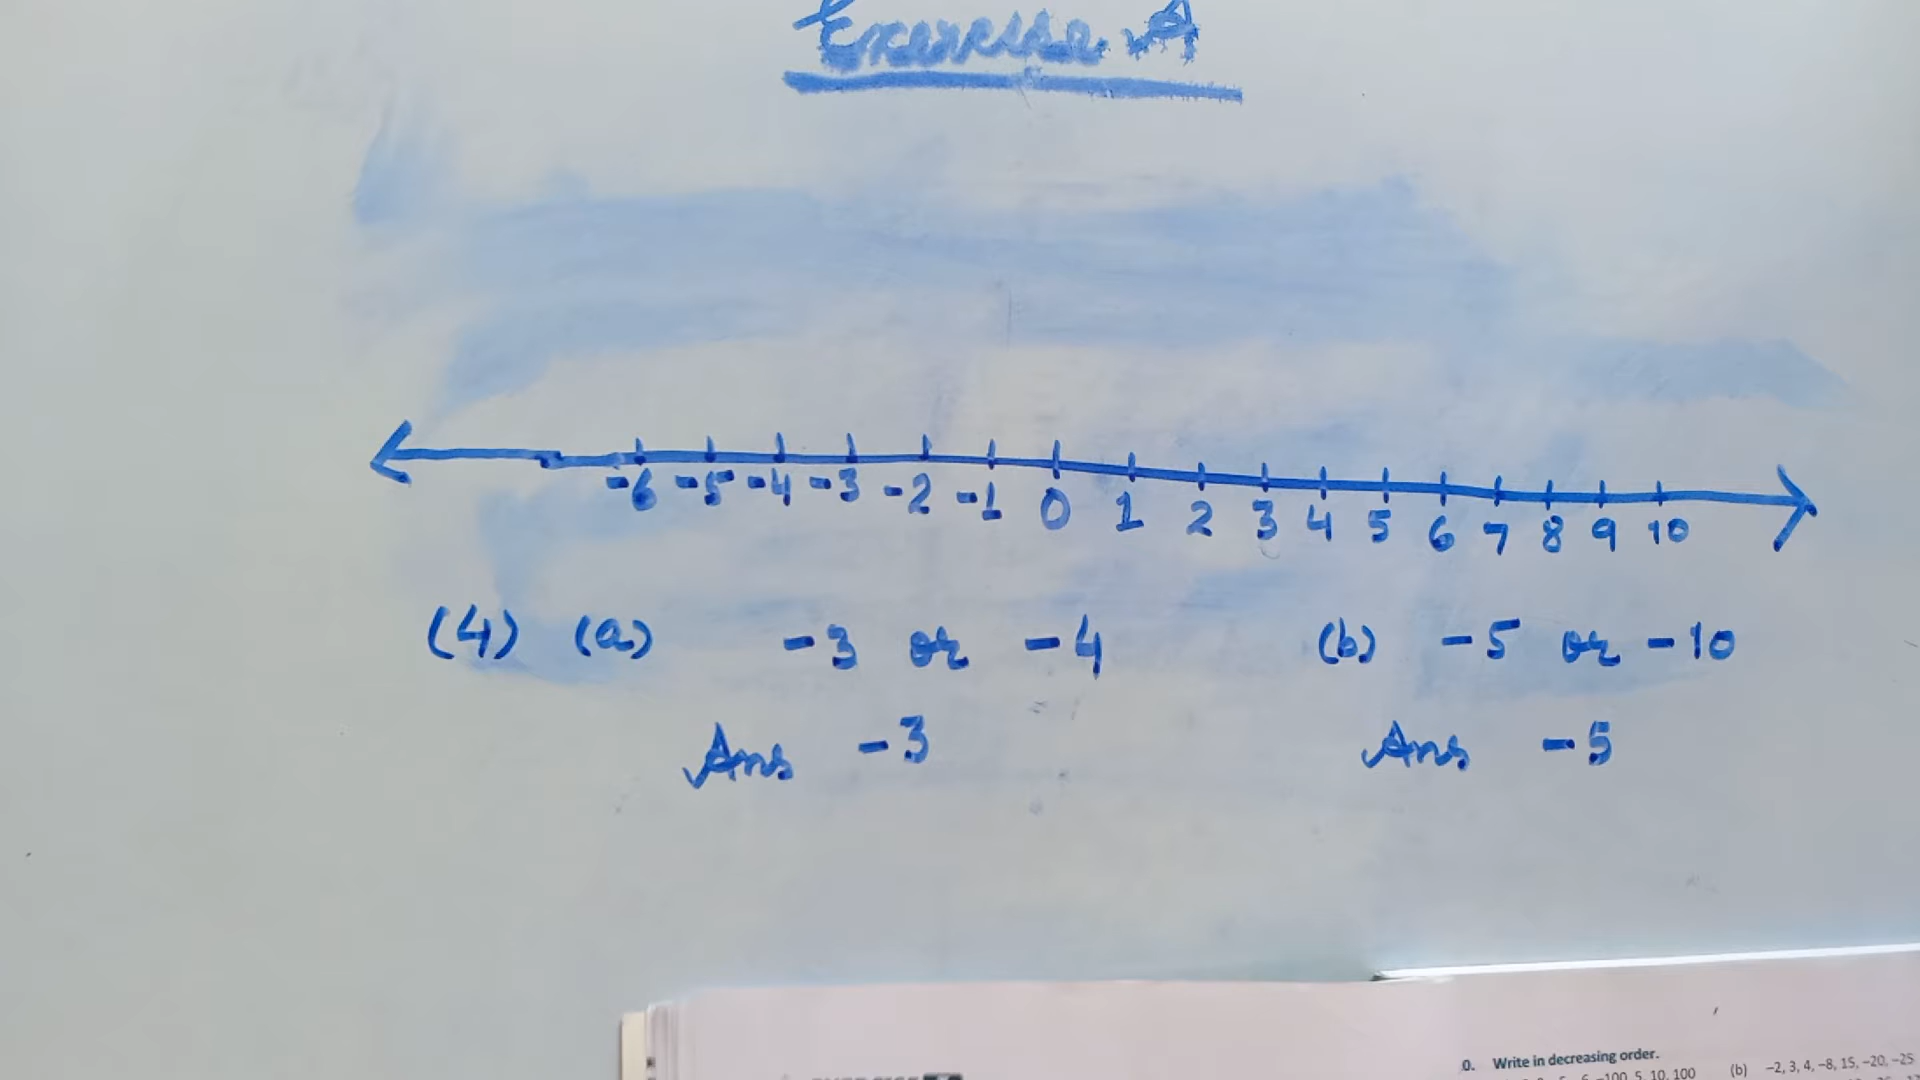 Exercise A
-6 -5 -4 -3 -2 -1 0 1 2 3 4 5 6 7 8 9 10
(4) (a) -3 or -4 (b) -5 or -10
Ans -3 Ans -5
0. Write in decreasing order.
-100, 5, 10, 100 (b) -2, 3, 4, -8, 15, -20, -25